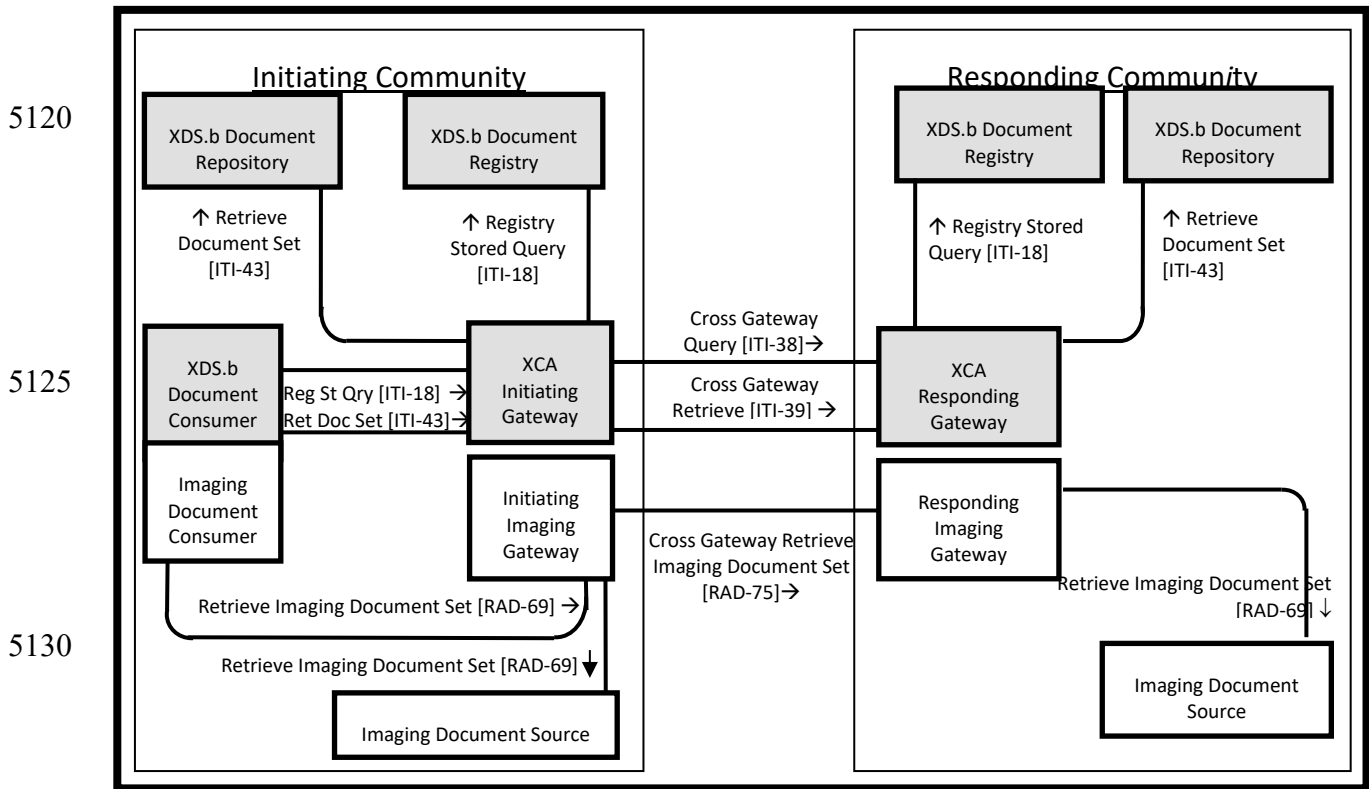 Initiating Community
Responding Community
5120
XDS.b Document
Repository
XDS.b Document
Registry
XDS.b Document
Registry
XDS.b Document
Repository
↑ Retrieve
Document Set
[ITI-43]
↑ Registry
Stored Query
[ITI-18]
↑ Registry Stored
Query [ITI-18]
↑ Retrieve
Document Set
[ITI-43]
5125
XDS.b
Document
Consumer
Reg St Qry [ITI-18] →
Ret Doc Set [ITI-43]→
XCA
Initiating
Gateway
Cross Gateway
Query [ITI-38]→
Cross Gateway
Retrieve [ITI-39] →
XCA
Responding
Gateway
Imaging
Document
Consumer
Initiating
Imaging
Gateway
Cross Gateway Retrieve
Imaging Document Set
[RAD-75]→
Responding
Imaging
Gateway
Retrieve Imaging Document Set [RAD-69] →
Retrieve Imaging Document Set
[RAD-69] ↓
5130
Retrieve Imaging Document Set [RAD-69]
Imaging Document Source
Imaging Document
Source